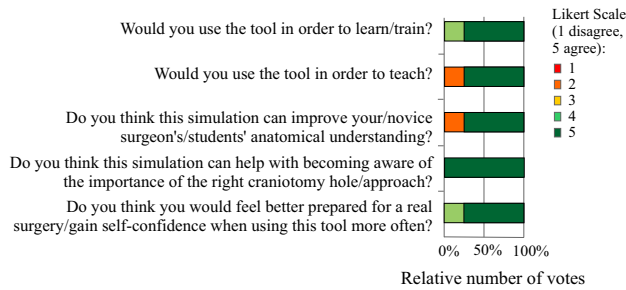 Would you use the tool in order to learn/train?
Would you use the tool in order to teach?
Do you think this simulation can improve your/novice
surgeon's/students' anatomical understanding?
Do you think this simulation can help with becoming aware of
the importance of the right craniotomy hole/approach?
Do you think you would feel better prepared for a real
surgery/gain self-confidence when using this tool more often?
0% 50% 100%
Relative number of votes
Likert Scale
(1 disagree,
5 agree):
1
2
3
4
5